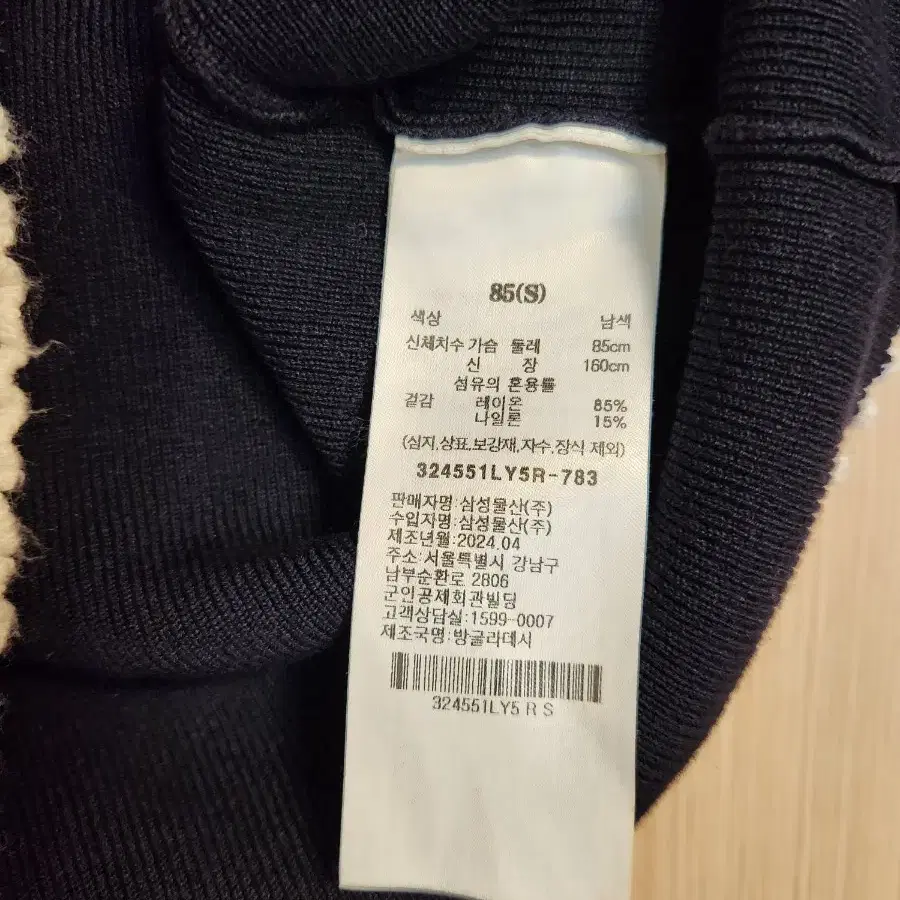 85(S)
색상 남색
신체치수 가슴 둘레 85cm
신 장 160cm
섬유의 혼용률
겉감 레이온 85%
나일론 15%
(심지,상표,보강재,자수,장식 제외)
324551LY5R-783
판매자명:삼성물산(주)
수입자명:삼성물산(주)
제조년월:2024.04
주소:서울특별시 강남구
남부순환로 2806
군인공제회관빌딩
고객상담실:1599-0007
제조국명:방글라데시
324551LY5 R S